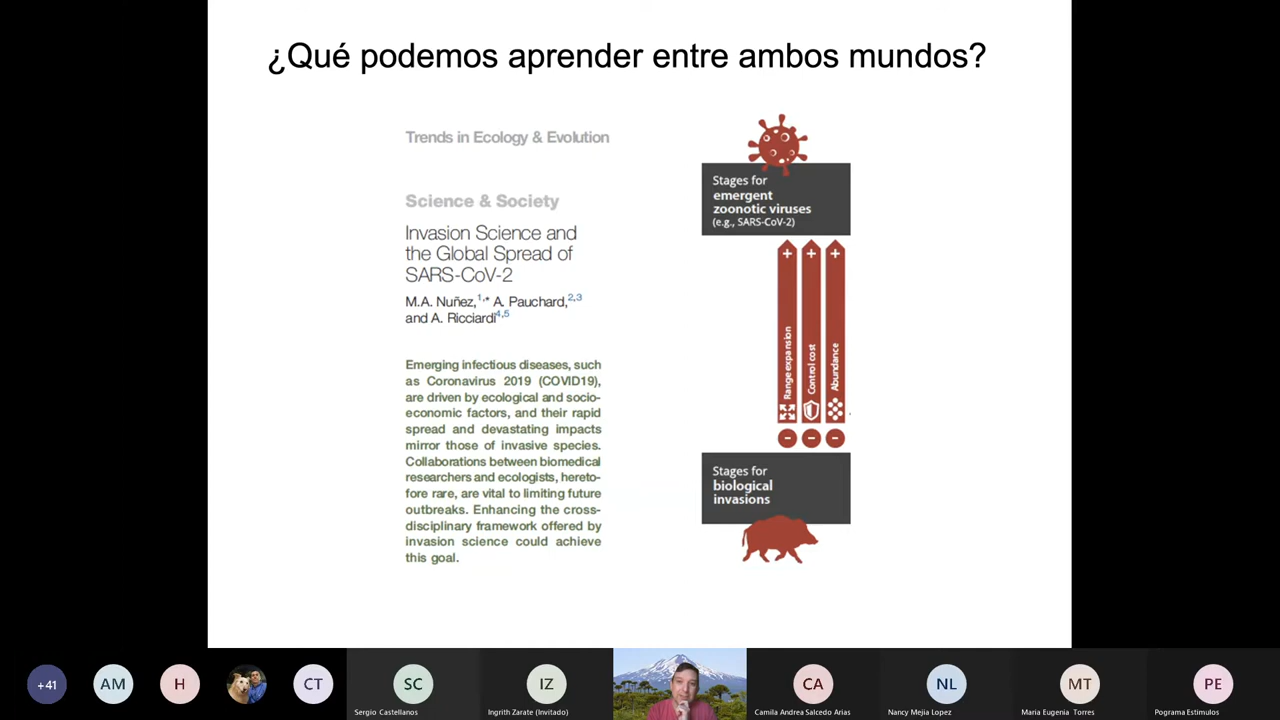 ¿Qué podemos aprender entre ambos mundos?
Trends in Ecology & Evolution
Science & Society
Invasion Science and
the Global Spread of
SARS-CoV-2
M.A. Nuñez,1,* A. Pauchard,2,3
and A. Ricciardi4,5
Emerging infectious diseases, such
as Coronavirus 2019 (COVID19),
are driven by ecological and socio-
economic factors, and their rapid
spread and devastating impacts
mirror those of invasive species.
Collaborations between biomedical
researchers and ecologists, hereto-
fore rare, are vital to limiting future
outbreaks. Enhancing the cross-
disciplinary framework offered by
invasion science could achieve
this goal.
Stages for
emergent
zoonotic viruses
(e.g., SARS-CoV-2)
+ + +
Range expansion
Control cost
Abundance
- - -
Stages for
biological
invasions
+41
AM
H
CT
SC
Sergio Castellanos
IZ
Ingrith Zarate (Invitado)
CA
Camila Andrea Salcedo Arias
NL
Nancy Mejia Lopez
MT
Maria Eugenia Torres
PE
Pograma Estimulos